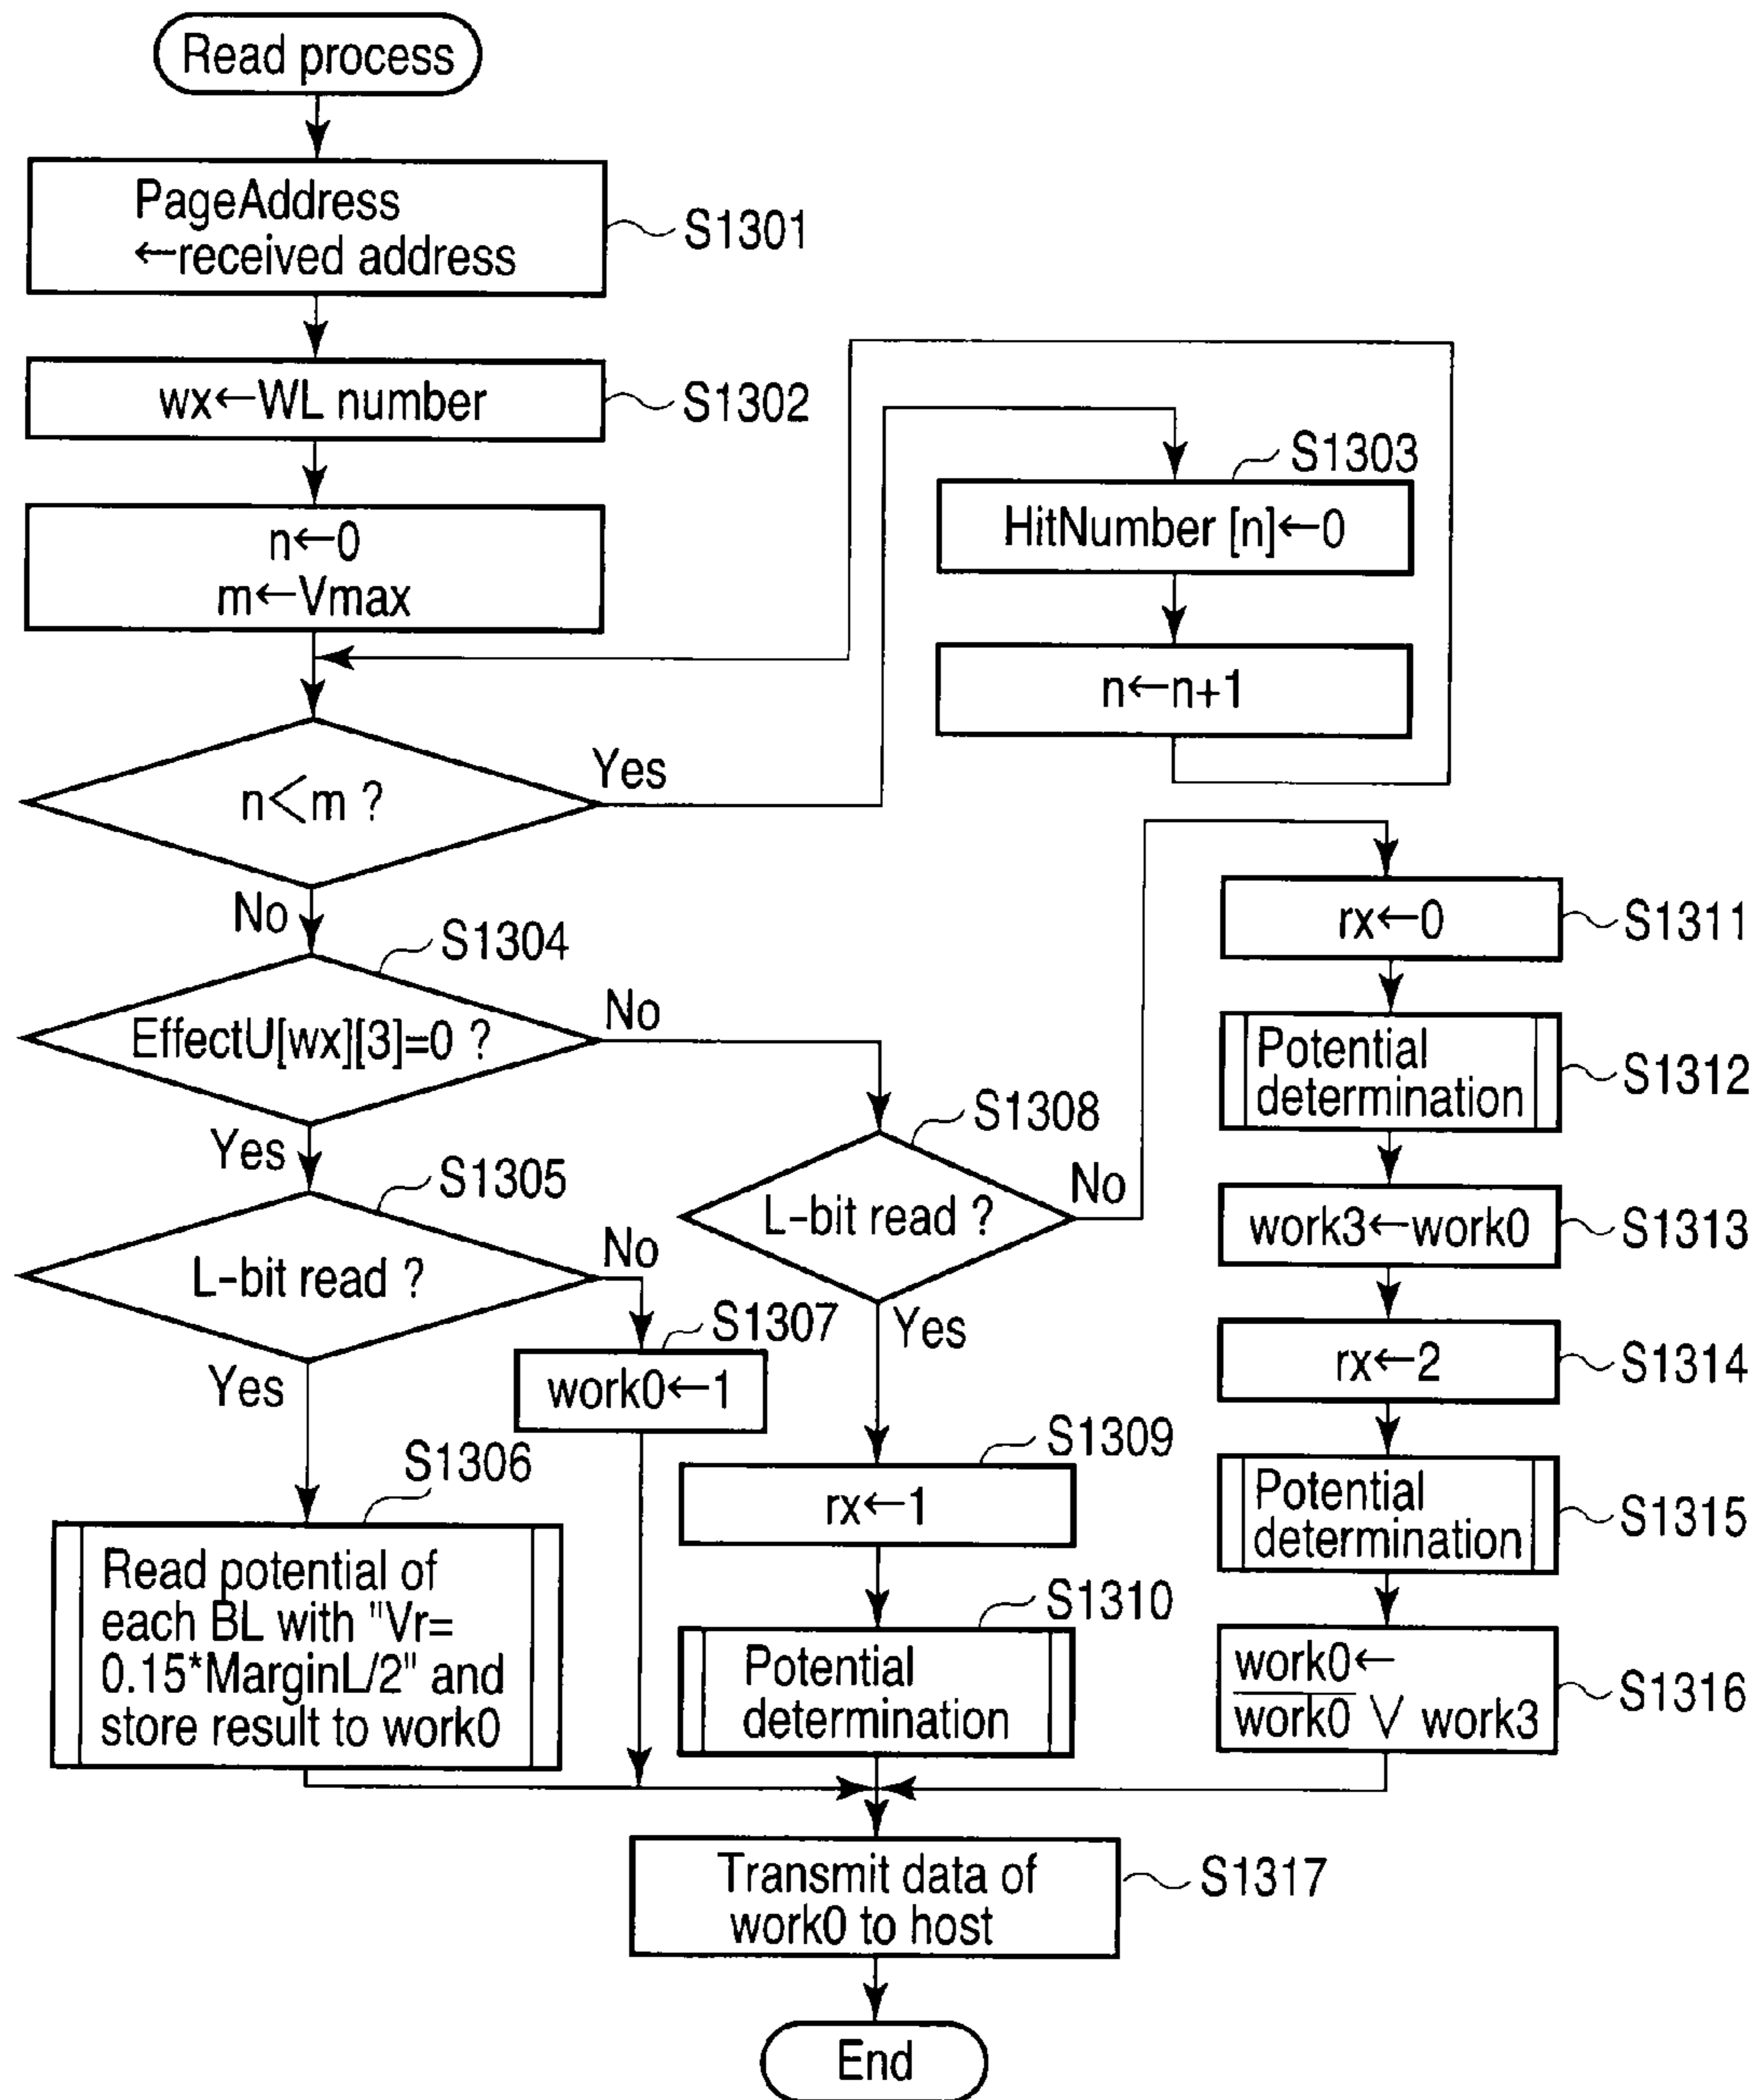 Read process
PageAddress
←received address
S1301
wx←WL number
S1302
n←0
m←Vmax
S1303
HitNumber [n]←0
n←n+1
n<m ?
Yes
No
S1304
EffectU[wx][3]=0 ?
No
Yes
S1305
L-bit read ?
No
Yes
S1306
Read potential of
each BL with "Vr=
0.15*MarginL/2" and
store result to work0
S1307
work0←1
S1308
L-bit read ?
No
Yes
S1309
rx←1
S1310
Potential
determination
rx←0
S1311
Potential
determination
S1312
work3←work0
S1313
rx←2
S1314
Potential
determination
S1315
work0←
w̅o̅r̅k̅0̅ ∨ work3
S1316
Transmit data of
work0 to host
S1317
End